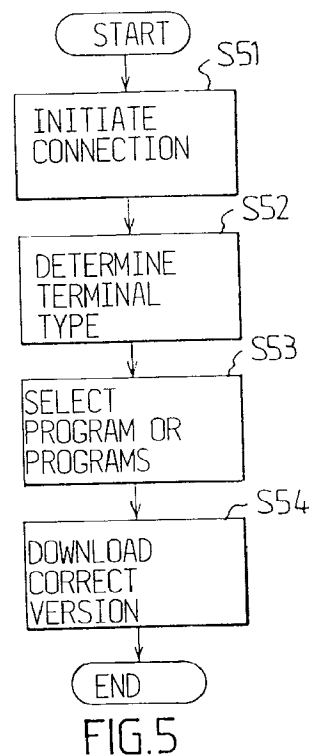 START
S51
INITIATE
CONNECTION
S52
DETERMINE
TERMINAL
TYPE
S53
SELECT
PROGRAM OR
PROGRAMS
S54
DOWNLOAD
CORRECT
VERSION
END
FIG.5